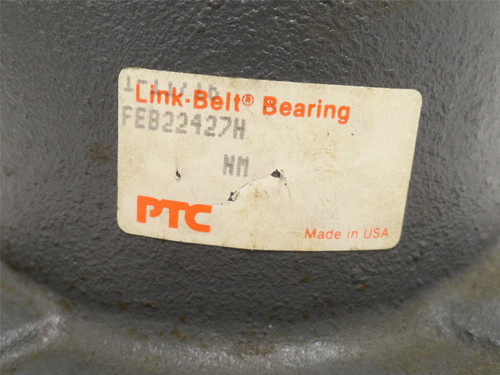 Link-Belt® Bearing
FEB22427H
NM
PTC
Made in USA